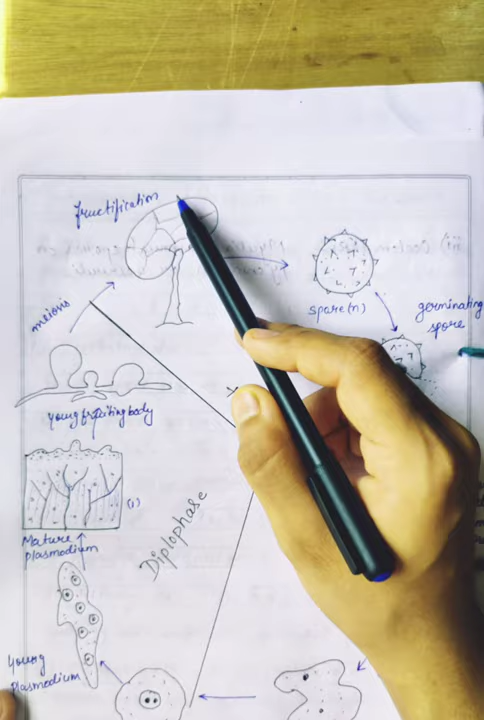 fructification
meiosis
spore(n)
germinating
spore
young fruiting body
(i)
Mature
plasmodium
Diplophase
Young
Plasmodium